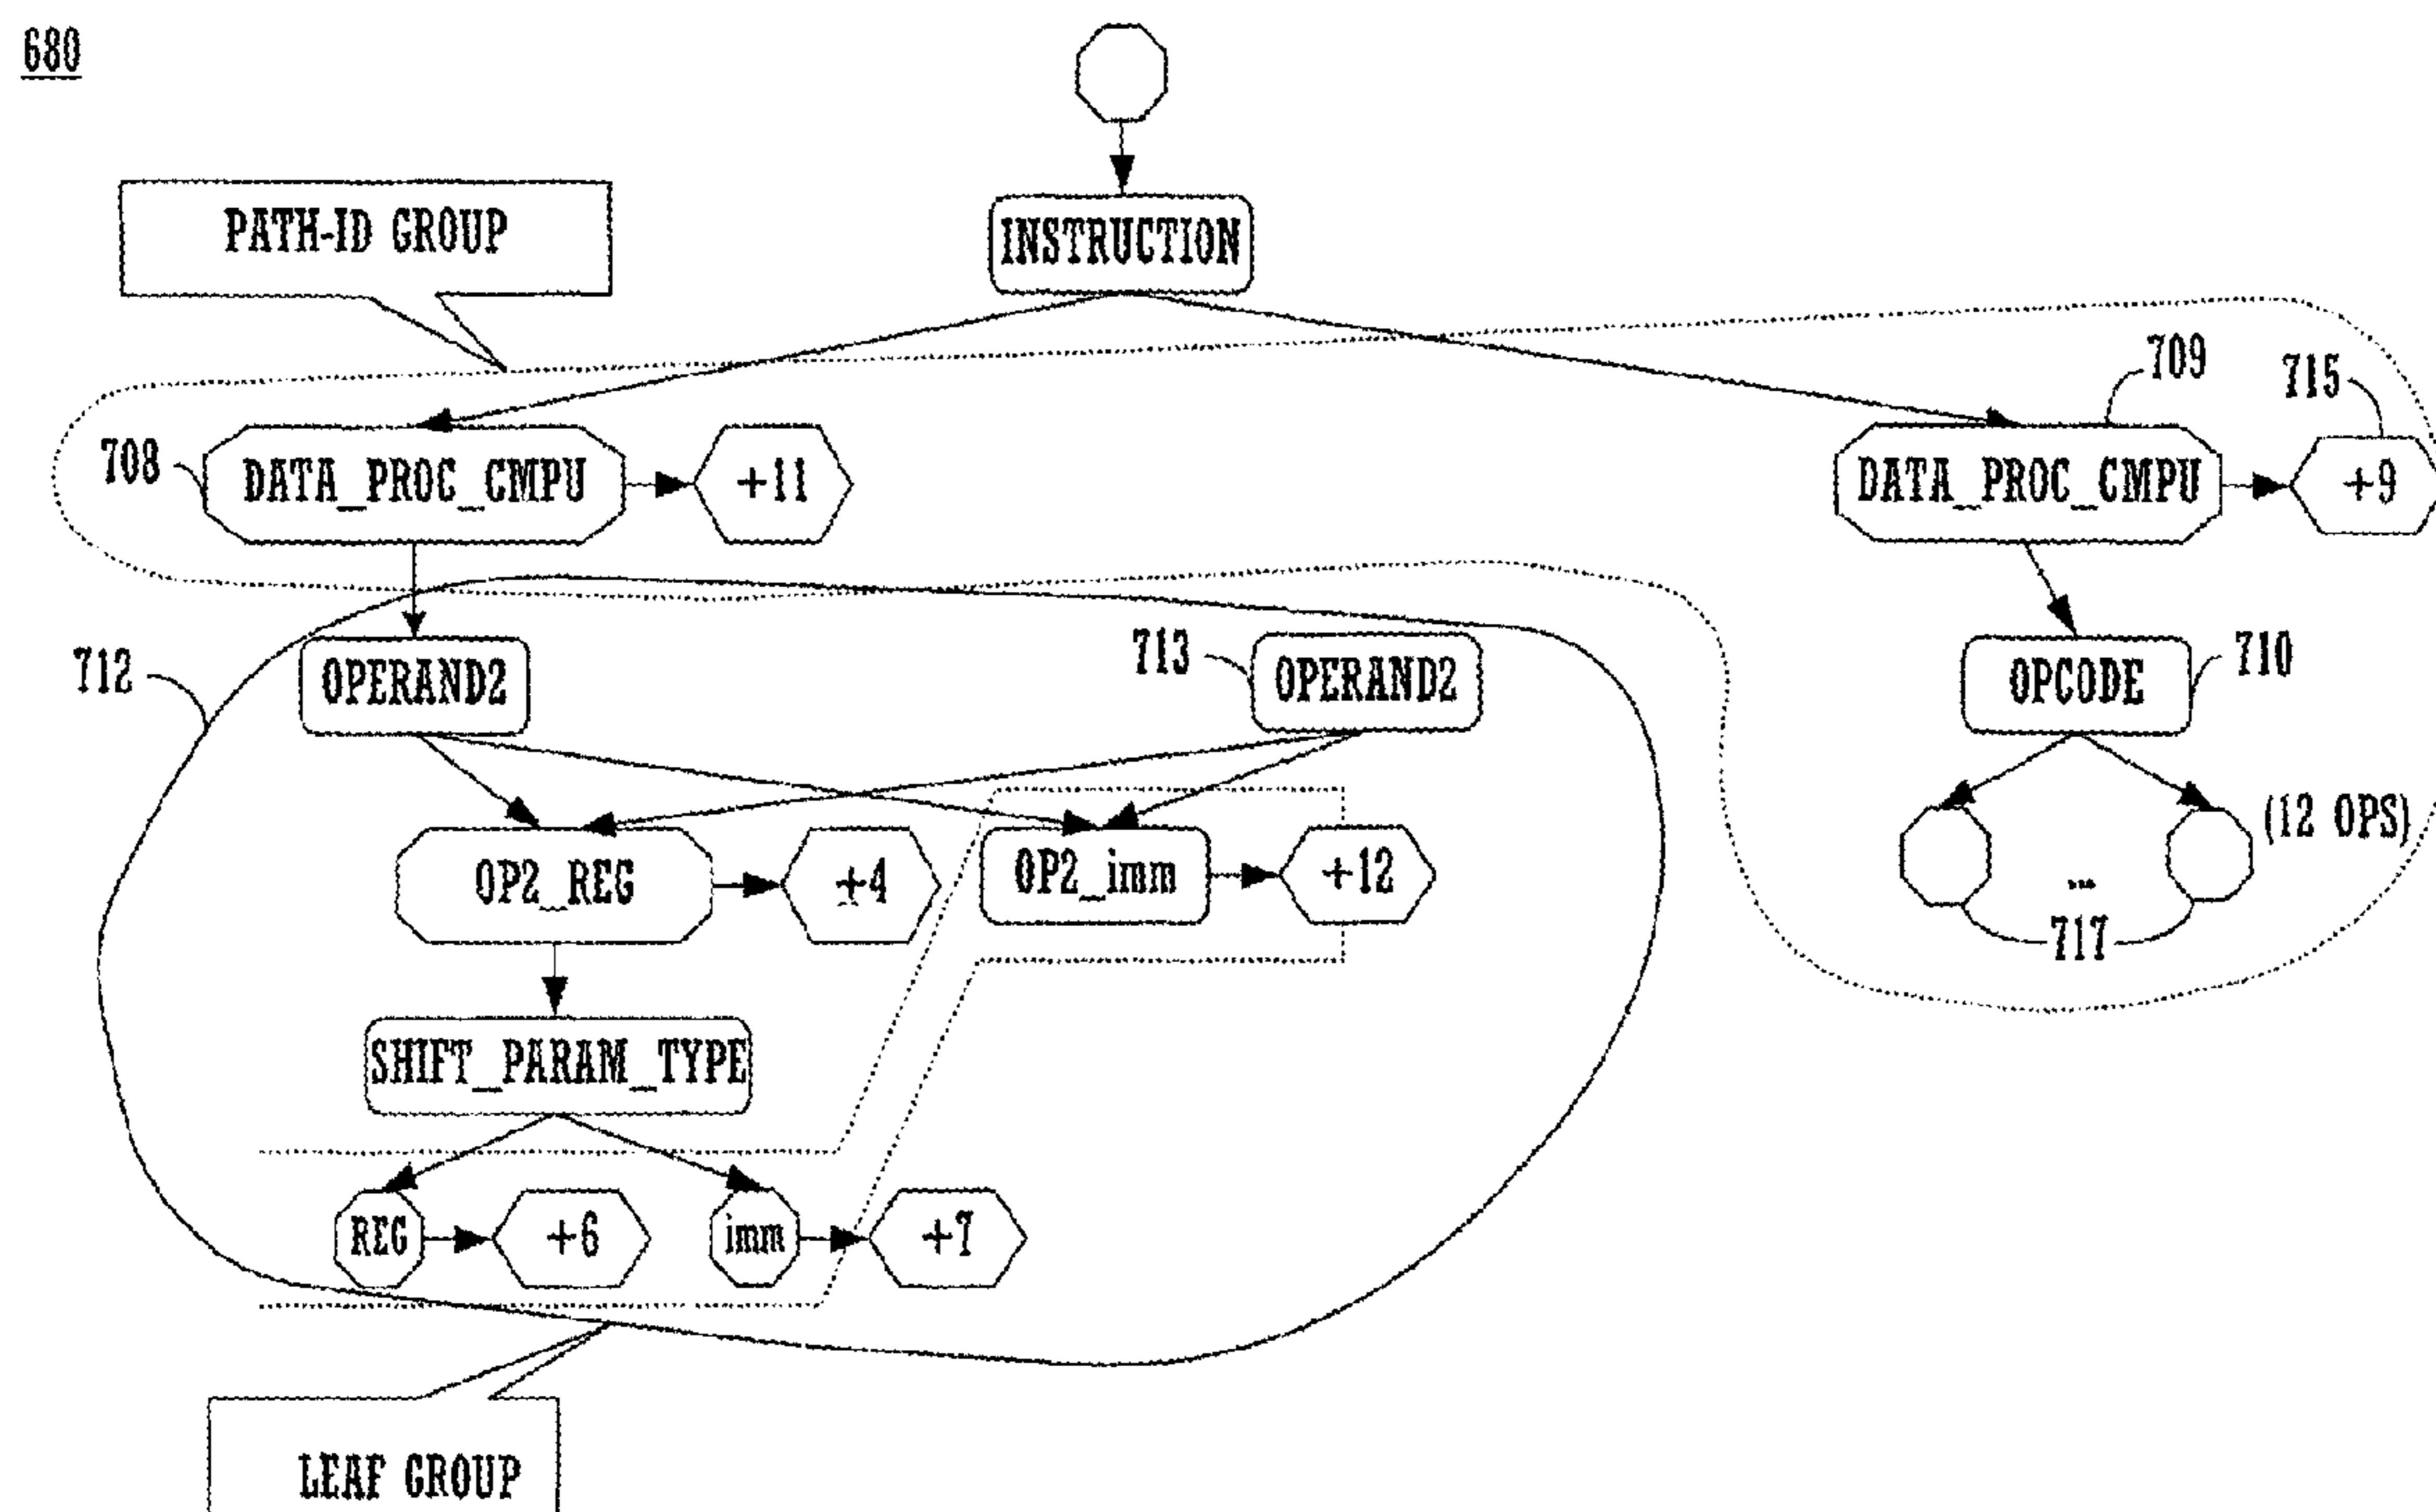 680
PATH-ID GROUP
INSTRUCTION
709
715
708
DATA_PROC_CMPU
+11
DATA_PROC_CMPU
+9
712
OPERAND2
713
OPERAND2
OPCODE
710
OP2_REG
+4
OP2_imm
+12
(12 OPS)
...
717
SHIFT_PARAM_TYPE
REG
+6
imm
+7
LEAF GROUP